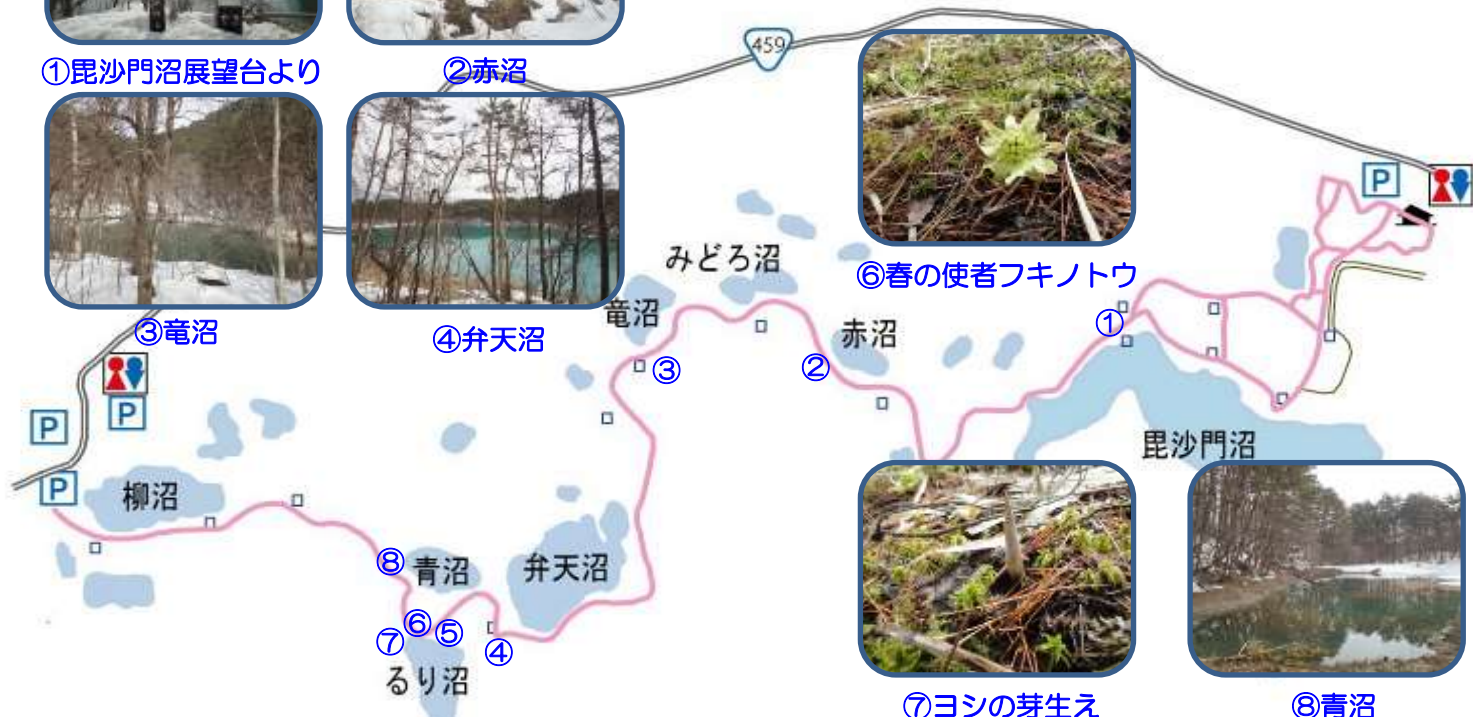 ①毘沙門沼展望台より
②赤沼
459
P
③竜沼
④弁天沼
⑥春の使者フキノトウ
みどろ沼
竜沼
赤沼
①
②
③
毘沙門沼
P
P
P
柳沼
⑧
青沼
弁天沼
⑥
⑤
⑦
④
るり沼
⑦ヨシの芽生え
⑧青沼